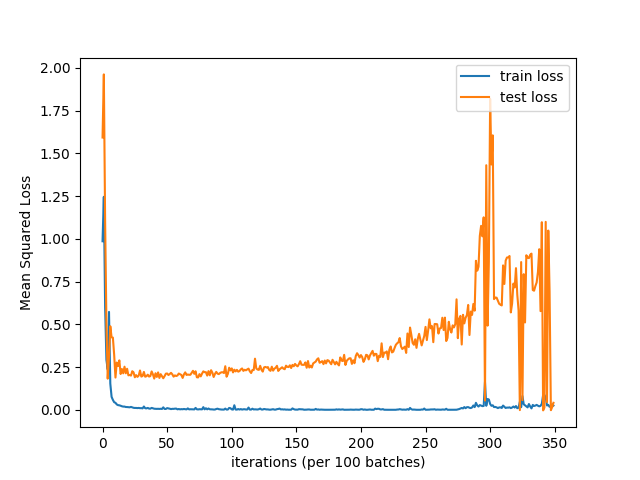 train loss
test loss
2.00
1.75
1.50
1.25
1.00
0.75
0.50
0.25
0.00
Mean Squared Loss
0 50 100 150 200 250 300 350
iterations (per 100 batches)